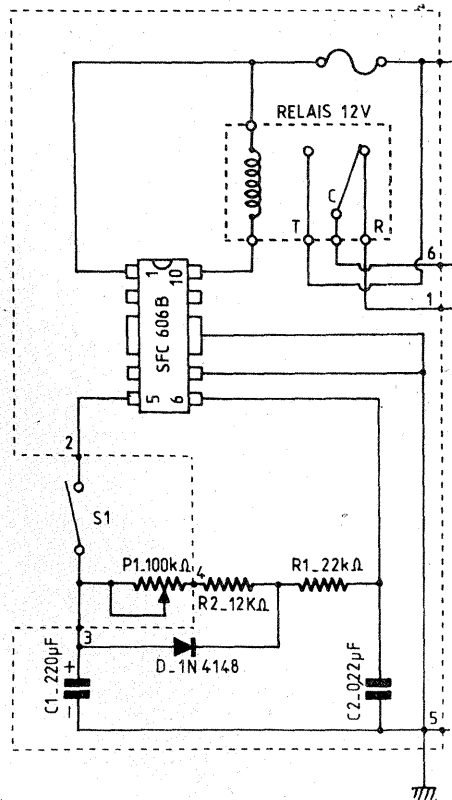 RELAIS 12V
C
T
R
6
1
1
10
SFC 606B
5
6
2
S1
P1_100kΩ
4
R2_12KΩ
R1_22kΩ
3
D_1N 4148
C1_220µF
+
–
C2_0,22µF
5